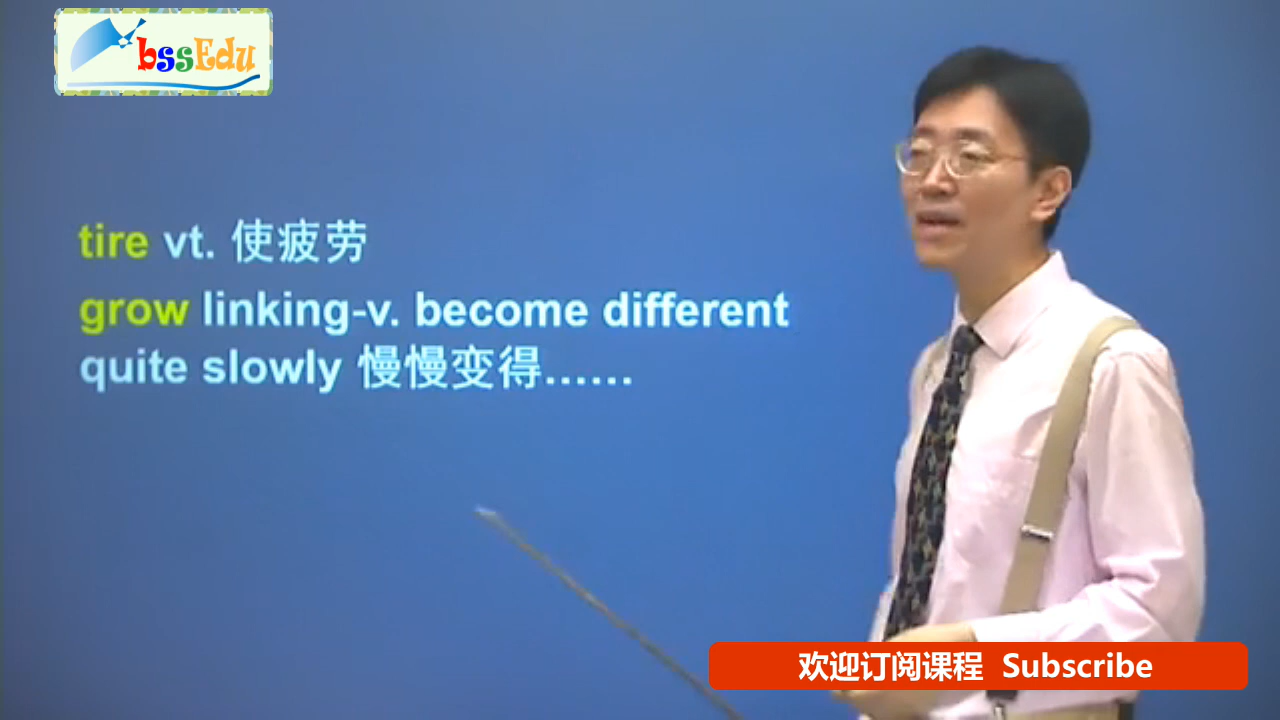 bssEdu
tire vt. 使疲劳
grow linking-v. become different
quite slowly 慢慢变得……
欢迎订阅课程 Subscribe